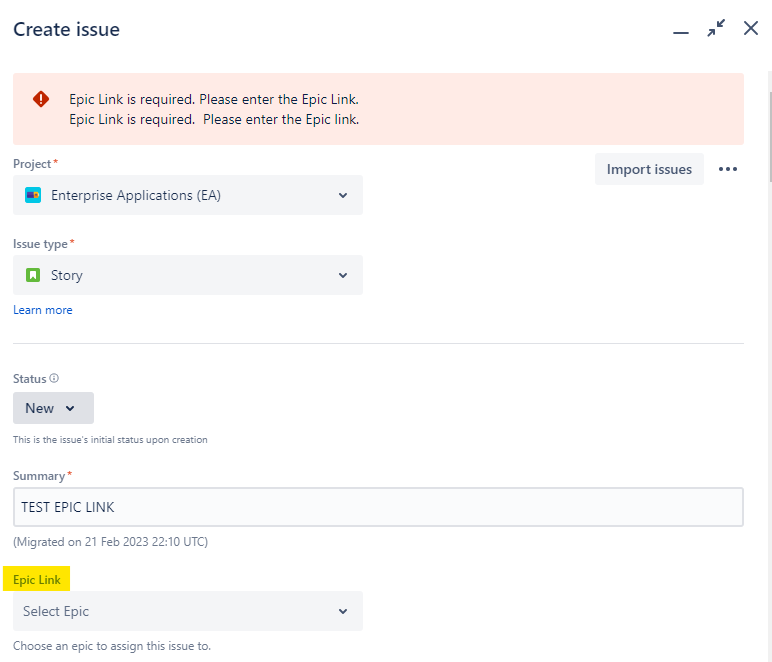 Create issue
Epic Link is required. Please enter the Epic Link.
Epic Link is required.  Please enter the Epic link.
Project*
Import issues
Enterprise Applications (EA)
Issue type*
Story
Learn more
Status
New
This is the issue's initial status upon creation
Summary*
TEST EPIC LINK
(Migrated on 21 Feb 2023 22:10 UTC)
Epic Link
Select Epic
Choose an epic to assign this issue to.